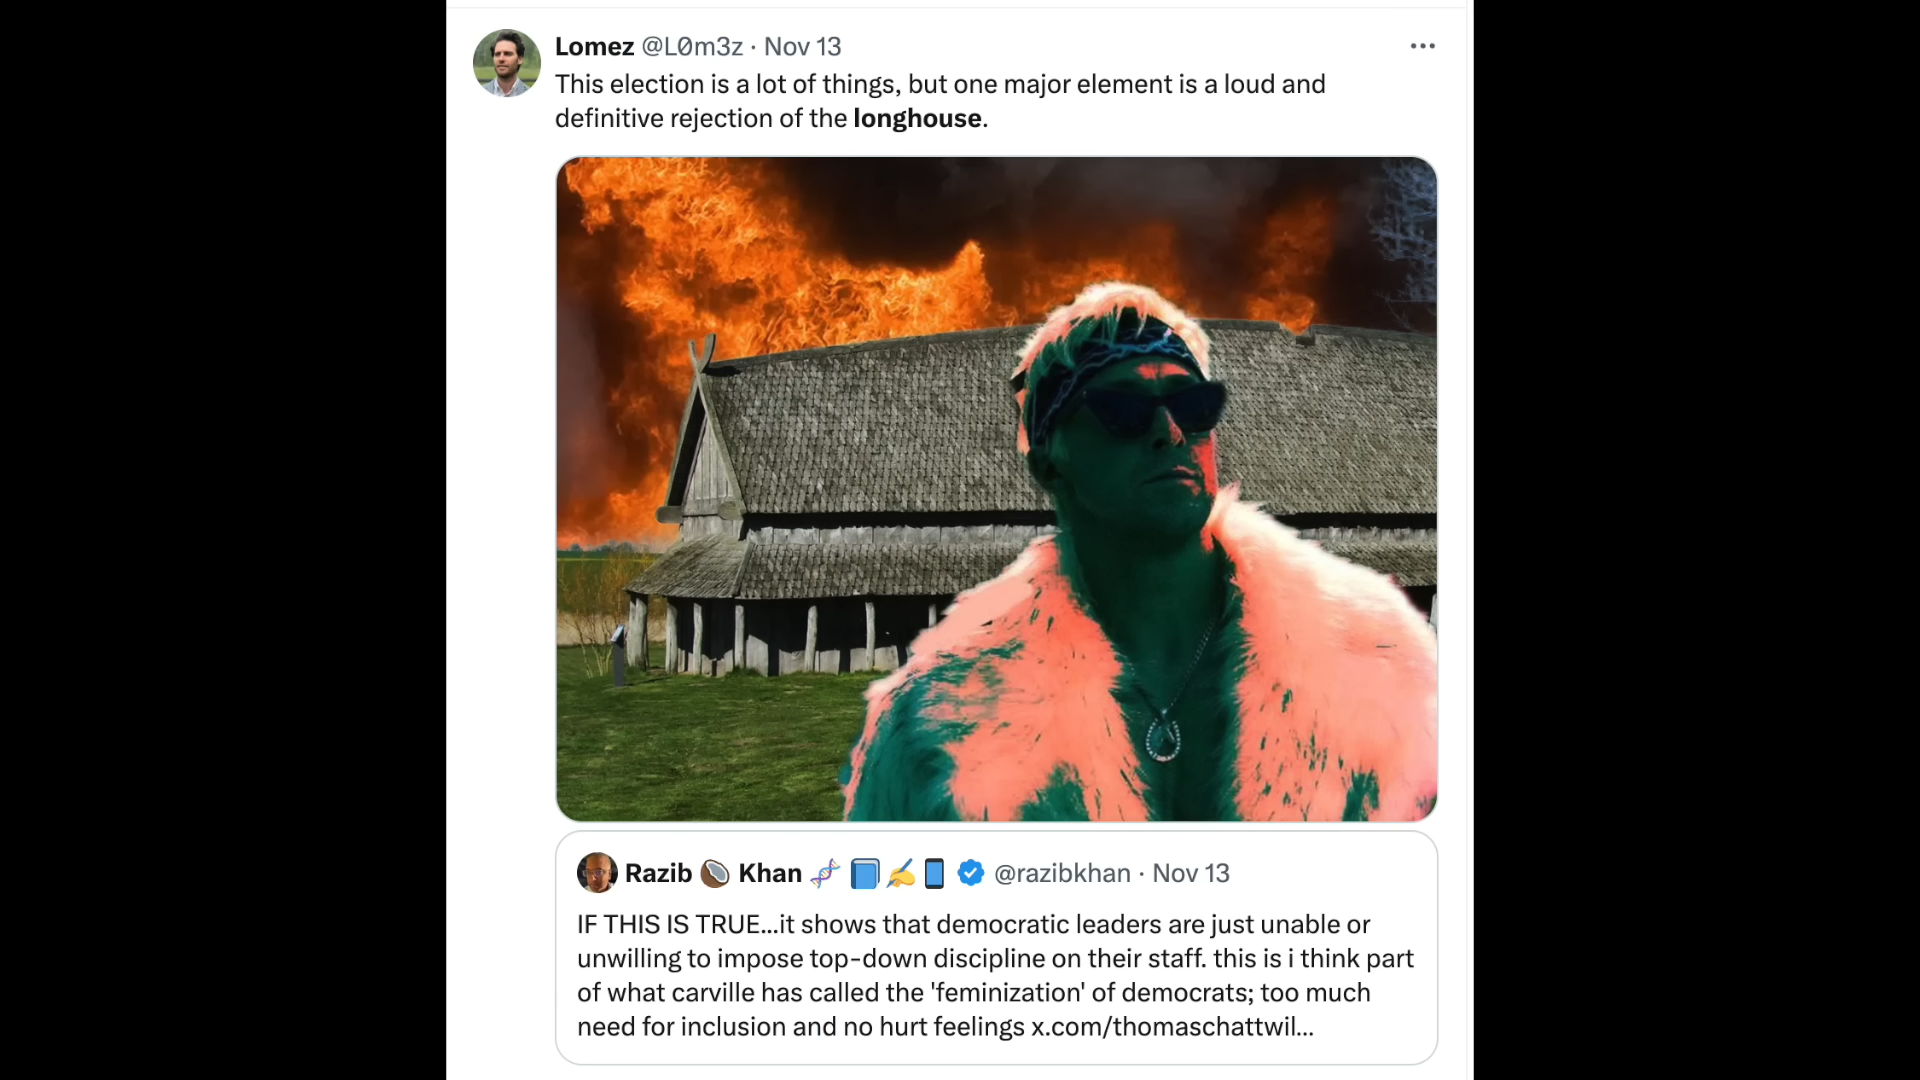 Lomez @L0m3z · Nov 13
This election is a lot of things, but one major element is a loud and
definitive rejection of the longhouse.
Razib 🥥 Khan 🧬 📘 ✍️ 📱 @razibkhan · Nov 13
IF THIS IS TRUE...it shows that democratic leaders are just unable or
unwilling to impose top-down discipline on their staff. this is i think part
of what carville has called the 'feminization' of democrats; too much
need for inclusion and no hurt feelings x.com/thomaschattwil...